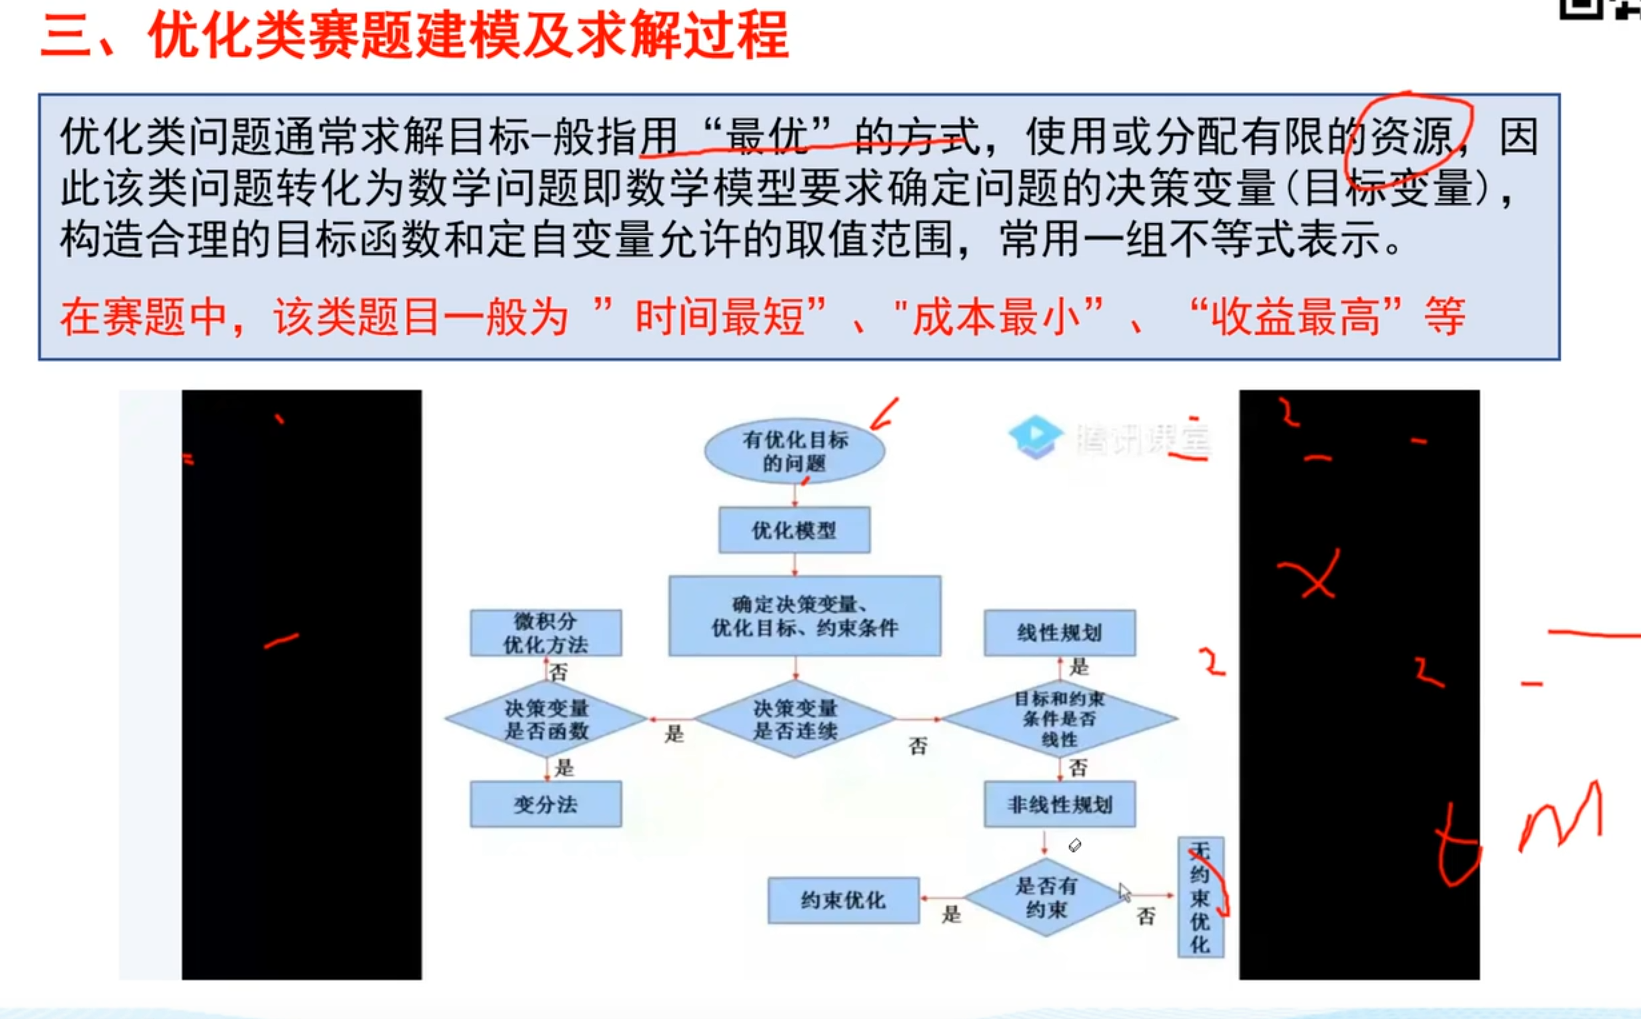 三、优化类赛题建模及求解过程
优化类问题通常求解目标-般指用“最优”的方式，使用或分配有限的资源，因
此该类问题转化为数学问题即数学模型要求确定问题的决策变量(目标变量)，
构造合理的目标函数和定自变量允许的取值范围，常用一组不等式表示。
在赛题中，该类题目一般为 ”时间最短”、"成本最小”、“收益最高”等
有优化目标
的问题
腾讯课堂
优化模型
确定决策变量、
优化目标、约束条件
微积分
优化方法
线性规划
否
是
决策变量
是否函数
是
决策变量
是否连续
否
目标和约束
条件是否
线性
是
否
变分法
非线性规划
约束优化
是
是否有
约束
否
无
约
束
优
化